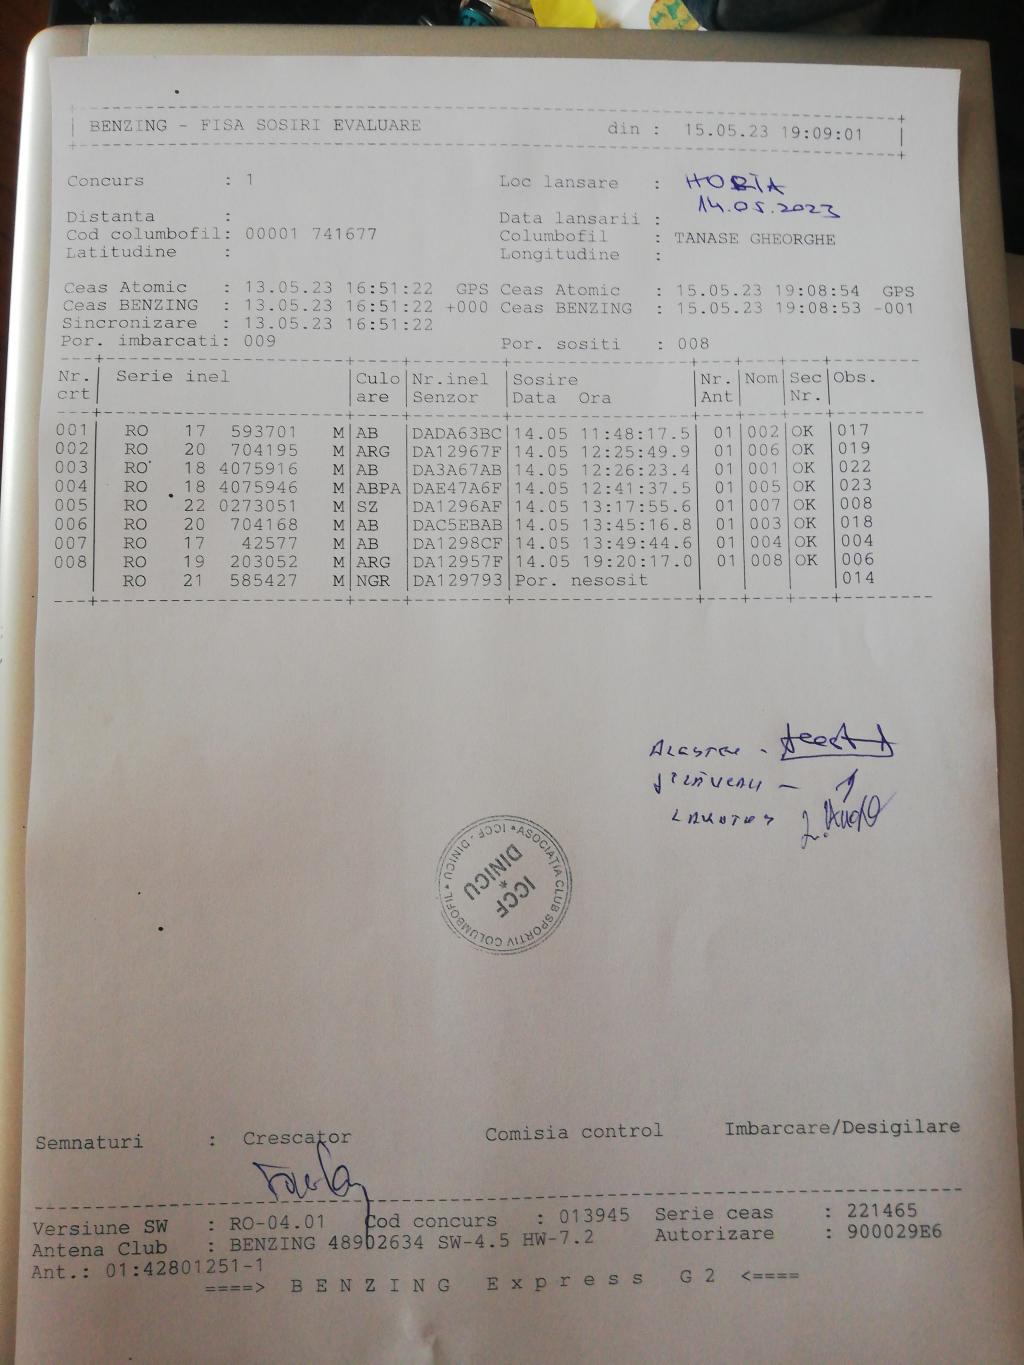 BENZING - FISA SOSIRI EVALUARE din : 15.05.23 19:09:01
Concurs : 1 Loc lansare : HORIA
14.05.2023
Distanta : Data lansarii :
Cod columbofil: 00001 741677 Columbofil : TANASE GHEORGHE
Latitudine : Longitudine :
Ceas Atomic : 13.05.23 16:51:22 GPS Ceas Atomic : 15.05.23 19:08:54 GPS
Ceas BENZING : 13.05.23 16:51:22 +000 Ceas BENZING : 15.05.23 19:08:53 -001
Sincronizare : 13.05.23 16:51:22
Por. imbarcati: 009 Por. sositi : 008
Nr. Serie inel Culo Nr.inel Sosire Nr. Nom Sec Obs.
crt are Senzor Data Ora Ant Nr.
001 RO 17 593701 M AB DADA63BC 14.05 11:48:17.5 01 002 OK 017
002 RO 20 704195 M ARG DA12967F 14.05 12:25:49.9 01 006 OK 019
003 RO 18 4075916 M AB DA3A67AB 14.05 12:26:23.4 01 001 OK 022
004 RO 18 4075946 M ABPA DAE47A6F 14.05 12:41:37.5 01 005 OK 023
005 RO 22 0273051 M SZ DA1296AF 14.05 13:17:55.6 01 007 OK 008
006 RO 20 704168 M AB DAC5EBAB 14.05 13:45:16.8 01 003 OK 018
007 RO 17 42577 M AB DA1298CF 14.05 13:49:44.6 01 004 OK 004
008 RO 19 203052 M ARG DA12957F 14.05 19:20:17.0 01 008 OK 006
RO 21 585427 M NGR DA129793 Por. nesosit 014
ASOCIATIA CLUB SPORTIV COLUMBOFIL * ICCF - DINICU *
ICCF
*
DINICU
Semnaturi : Crescator Comisia control Imbarcare/Desigilare
Versiune SW : RO-04.01 Cod concurs : 013945 Serie ceas : 221465
Antena Club : BENZING 48902634 SW-4.5 HW-7.2 Autorizare : 900029E6
Ant.: 01:42801251-1
====> BENZING Express G2 <====